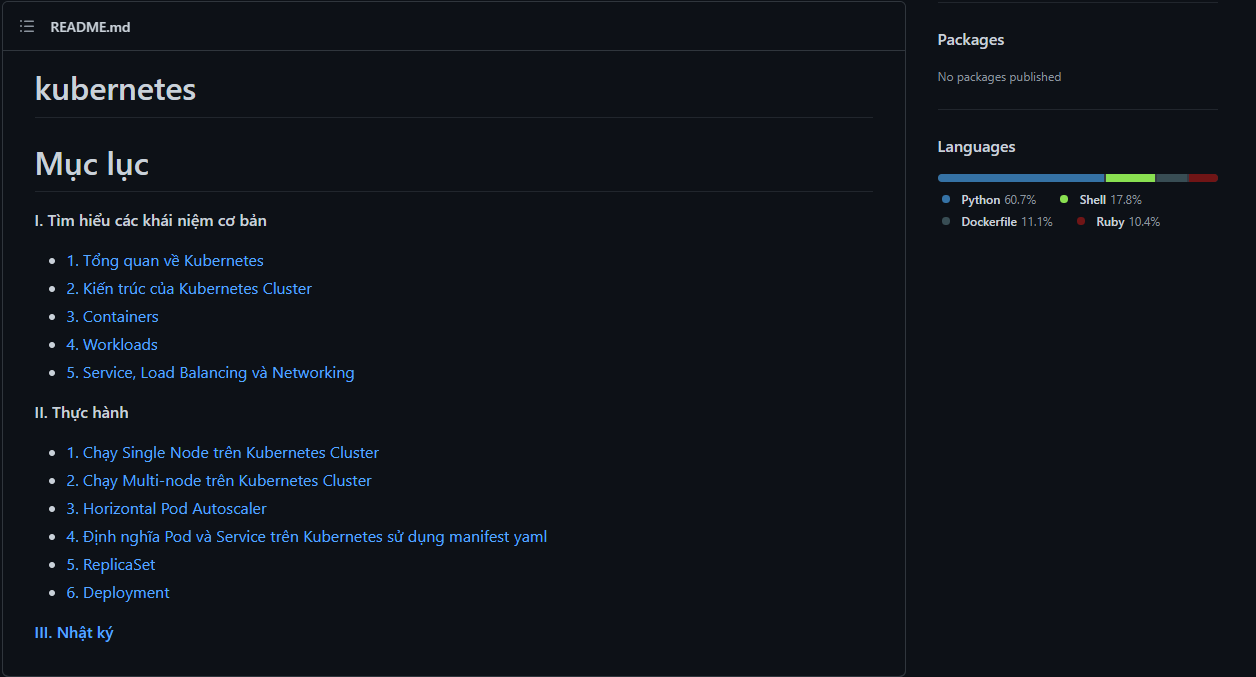 README.md
kubernetes
Mục lục
I. Tìm hiểu các khái niệm cơ bản
1. Tổng quan về Kubernetes
2. Kiến trúc của Kubernetes Cluster
3. Containers
4. Workloads
5. Service, Load Balancing và Networking
II. Thực hành
1. Chạy Single Node trên Kubernetes Cluster
2. Chạy Multi-node trên Kubernetes Cluster
3. Horizontal Pod Autoscaler
4. Định nghĩa Pod và Service trên Kubernetes sử dụng manifest yaml
5. ReplicaSet
6. Deployment
III. Nhật ký
Packages
No packages published
Languages
Python 60.7% Shell 17.8%
Dockerfile 11.1% Ruby 10.4%